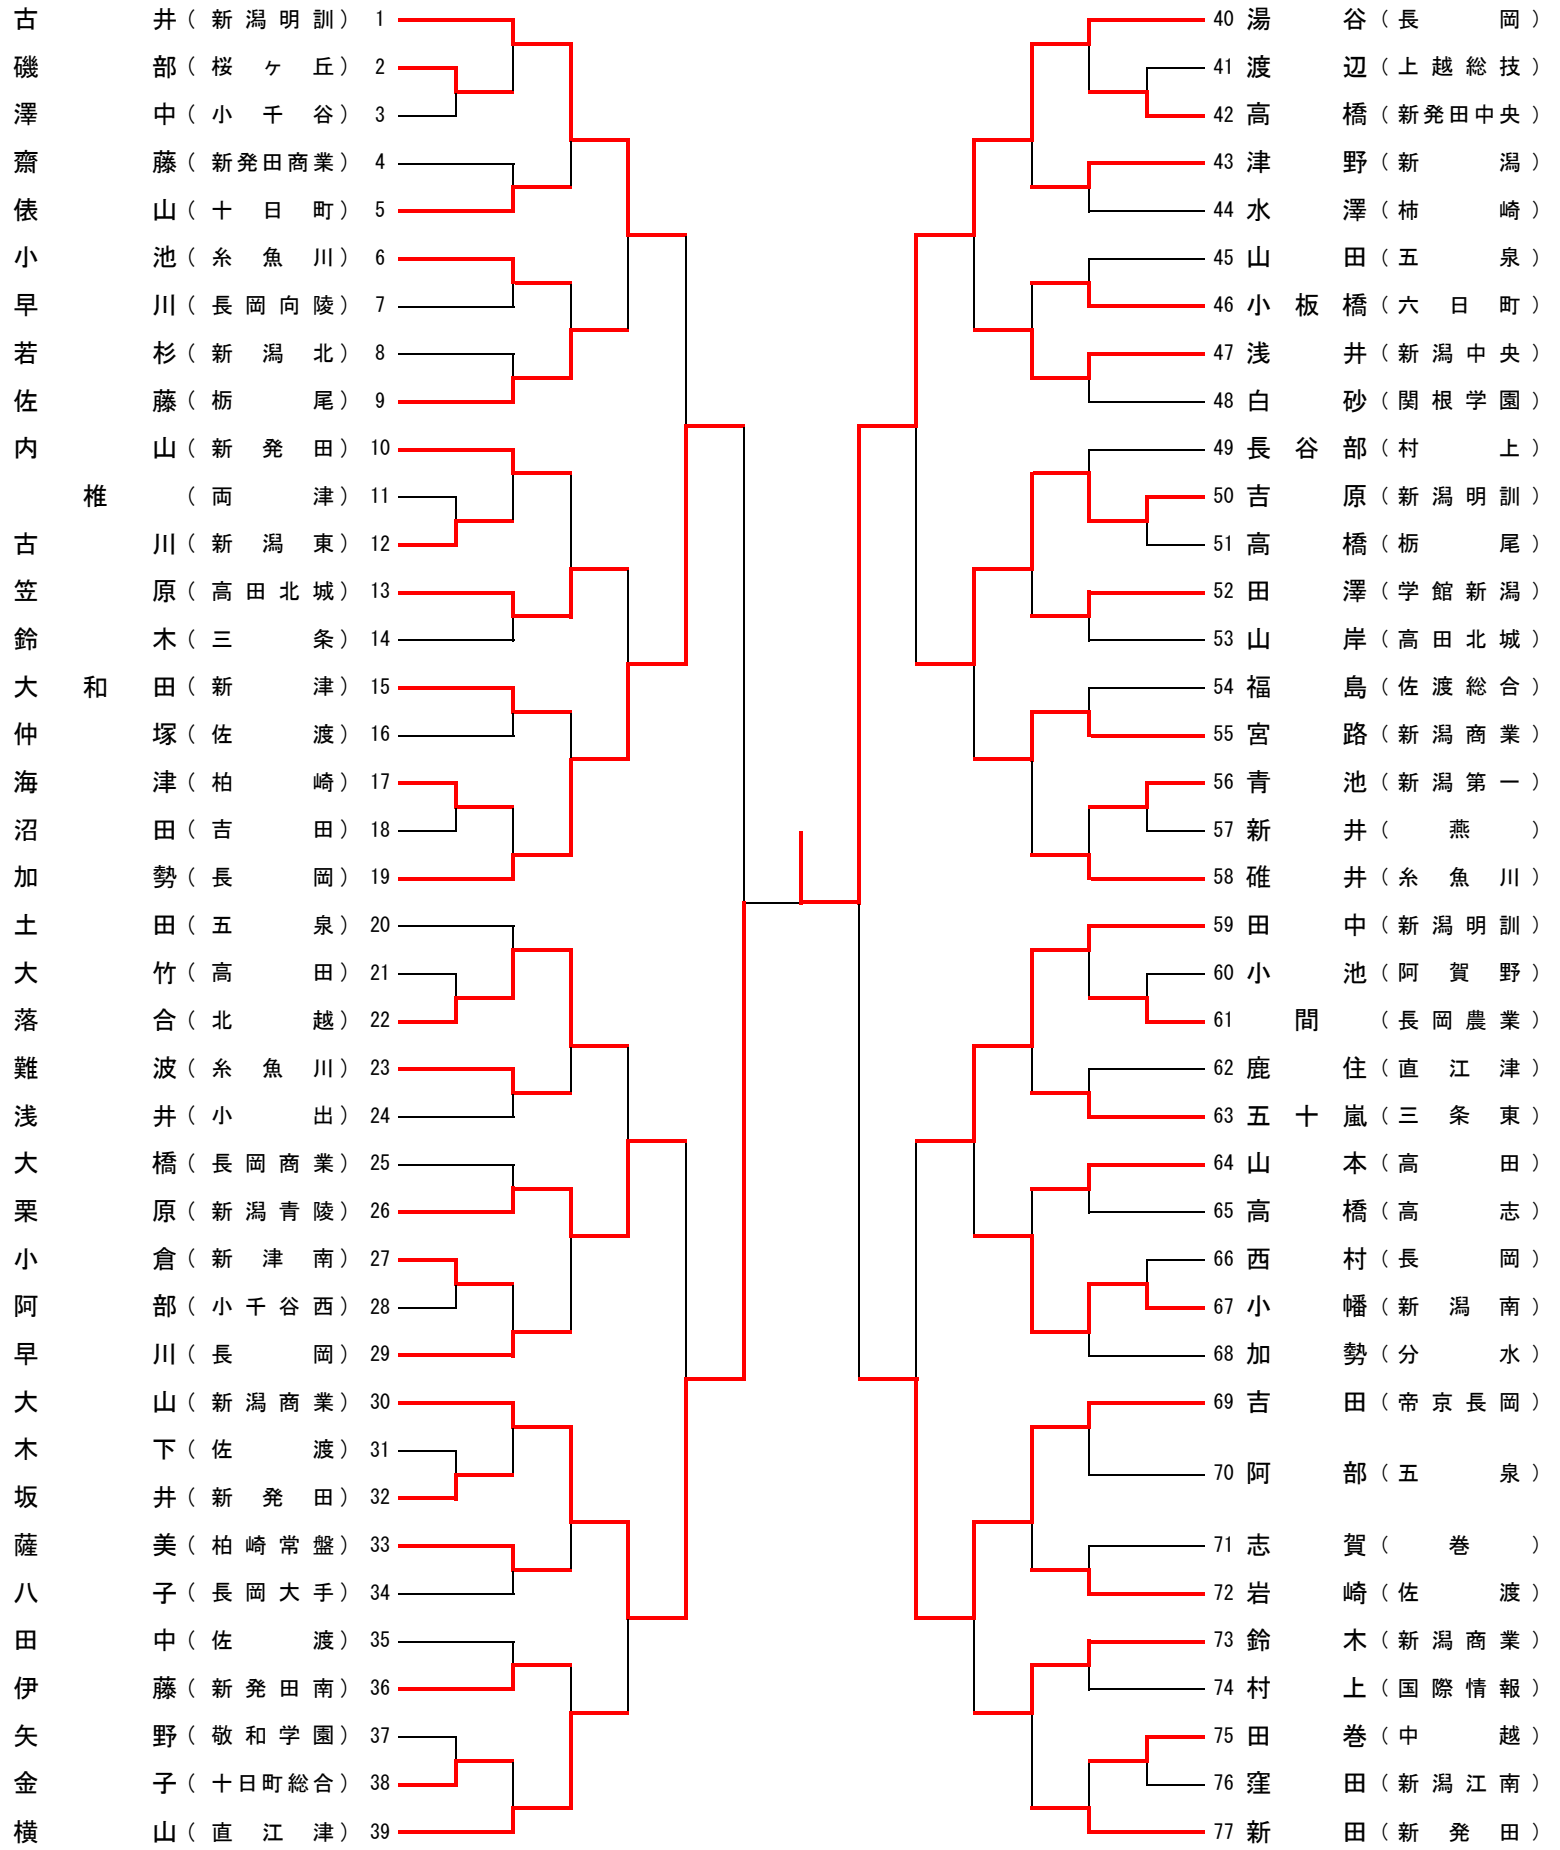 古井(新潟明訓) 1
磯部(桜ヶ丘) 2
澤中(小千谷) 3
齋藤(新発田商業) 4
俵山(十日町) 5
小池(糸魚川) 6
早川(長岡向陵) 7
若杉(新潟北) 8
佐藤(栃尾) 9
内山(新発田) 10
椎(両津) 11
古川(新潟東) 12
笠原(高田北城) 13
鈴木(三条) 14
大和田(新津) 15
仲塚(佐渡) 16
海津(柏崎) 17
沼田(吉田) 18
加勢(長岡) 19
土田(五泉) 20
大竹(高田) 21
落合(北越) 22
難波(糸魚川) 23
浅井(小出) 24
大橋(長岡商業) 25
栗原(新潟青陵) 26
小倉(新津南) 27
阿部(小千谷西) 28
早川(長岡) 29
大山(新潟商業) 30
木下(佐渡) 31
坂井(新発田) 32
薩美(柏崎常盤) 33
八子(長岡大手) 34
田中(佐渡) 35
伊藤(新発田南) 36
矢野(敬和学園) 37
金子(十日町総合) 38
横山(直江津) 39
40 湯谷(長岡)
41 渡辺(上越総技)
42 高橋(新発田中央)
43 津野(新潟)
44 水澤(柿崎)
45 山田(五泉)
46 小板橋(六日町)
47 浅井(新潟中央)
48 白砂(関根学園)
49 長谷部(村上)
50 吉原(新潟明訓)
51 高橋(栃尾)
52 田澤(学館新潟)
53 山岸(高田北城)
54 福島(佐渡総合)
55 宮路(新潟商業)
56 青池(新潟第一)
57 新井(燕)
58 碓井(糸魚川)
59 田中(新潟明訓)
60 小池(阿賀野)
61 間(長岡農業)
62 鹿住(直江津)
63 五十嵐(三条東)
64 山本(高田)
65 高橋(高志)
66 西村(長岡)
67 小幡(新潟南)
68 加勢(分水)
69 吉田(帝京長岡)
70 阿部(五泉)
71 志賀(巻)
72 岩崎(佐渡)
73 鈴木(新潟商業)
74 村上(国際情報)
75 田巻(中越)
76 窪田(新潟江南)
77 新田(新発田)